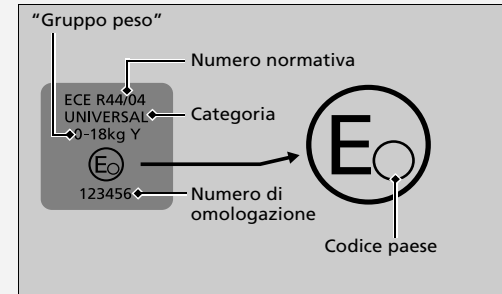 “Gruppo peso”
Numero normativa
ECE R44/04
UNIVERSAL
Categoria
0-18kg Y
E
E
123456
Numero di
omologazione
Codice paese